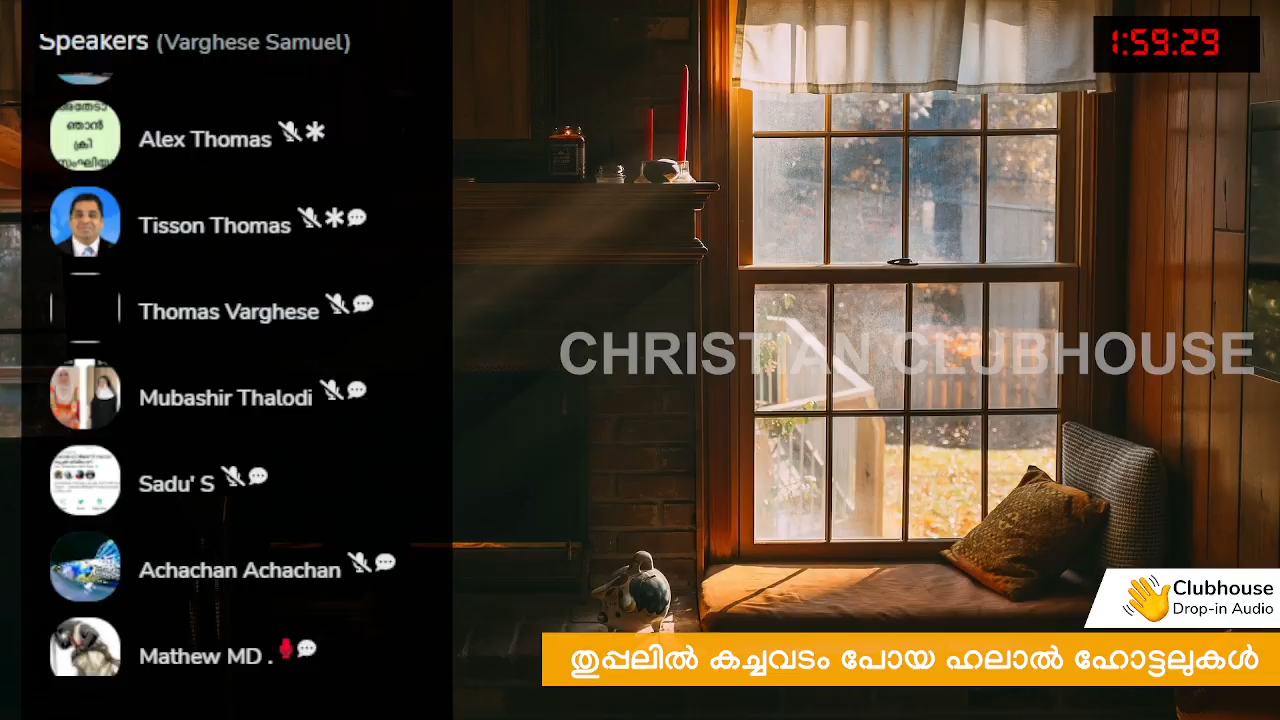 Speakers (Varghese Samuel)
1:59:29
അതേടാ
ഞാൻ
ക്രി
സംഘിയാ
Alex Thomas
Tisson Thomas
Thomas Varghese
CHRISTIAN CLUBHOUSE
Mubashir Thalodi
Sadu' S
Achachan Achachan
Clubhouse
Drop-in Audio
Mathew MD .
തുപ്പലിൽ കച്ചവടം പോയ ഹലാൽ ഹോട്ടലുകൾ